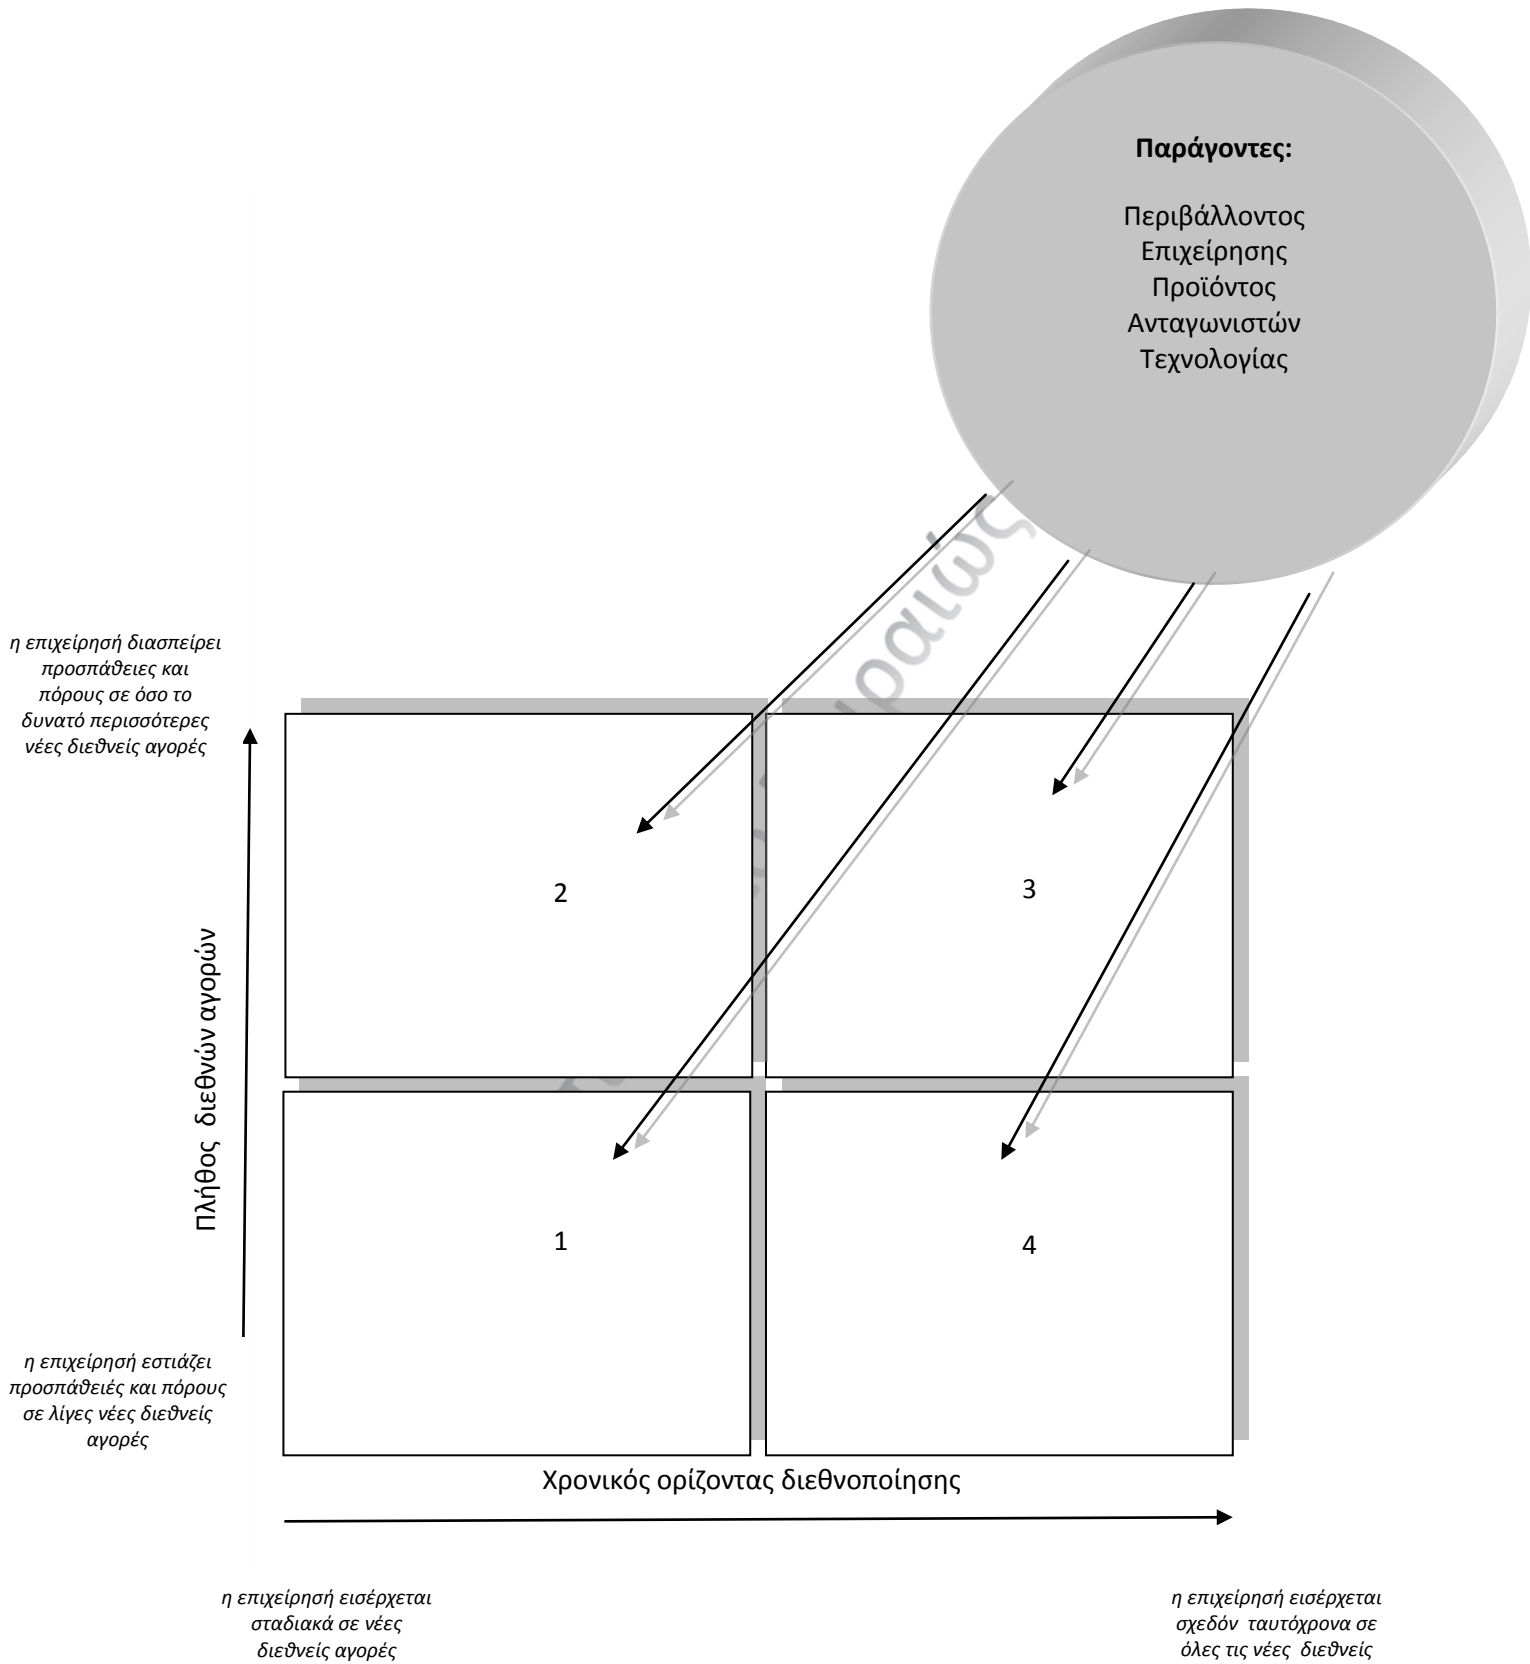 Παράγοντες:
Περιβάλλοντος
Επιχείρησης
Προϊόντος
Ανταγωνιστών
Τεχνολογίας
η επιχείρησή διασπείρει
προσπάθειες και
πόρους σε όσο το
δυνατό περισσότερες
νέες διεθνείς αγορές
Πλήθος διεθνών αγορών
2
3
1
4
η επιχείρησή εστιάζει
προσπάθειές και πόρους
σε λίγες νέες διεθνείς
αγορές
Χρονικός ορίζοντας διεθνοποίησης
η επιχείρησή εισέρχεται
σταδιακά σε νέες
διεθνείς αγορές
η επιχείρησή εισέρχεται
σχεδόν ταυτόχρονα σε
όλες τις νέες διεθνείς